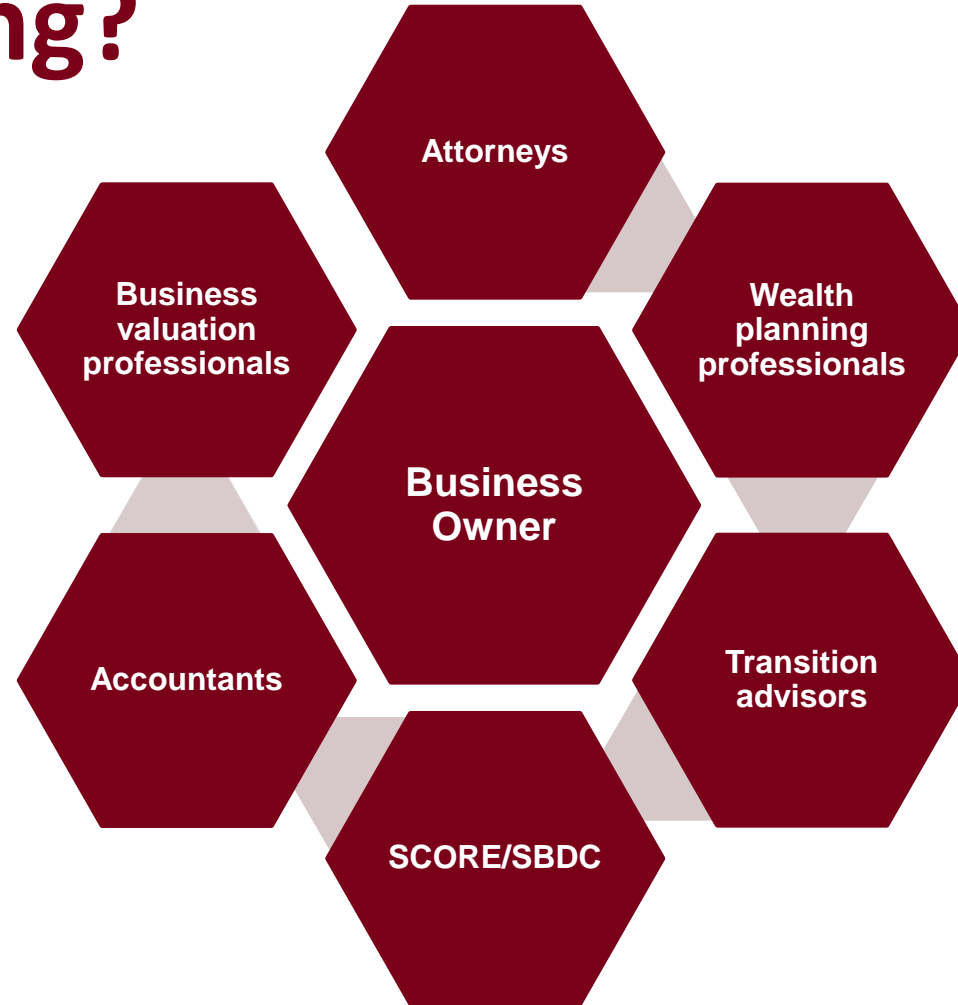 ng?
Attorneys
Business
valuation
professionals
Wealth
planning
professionals
Business
Owner
Accountants
Transition
advisors
SCORE/SBDC